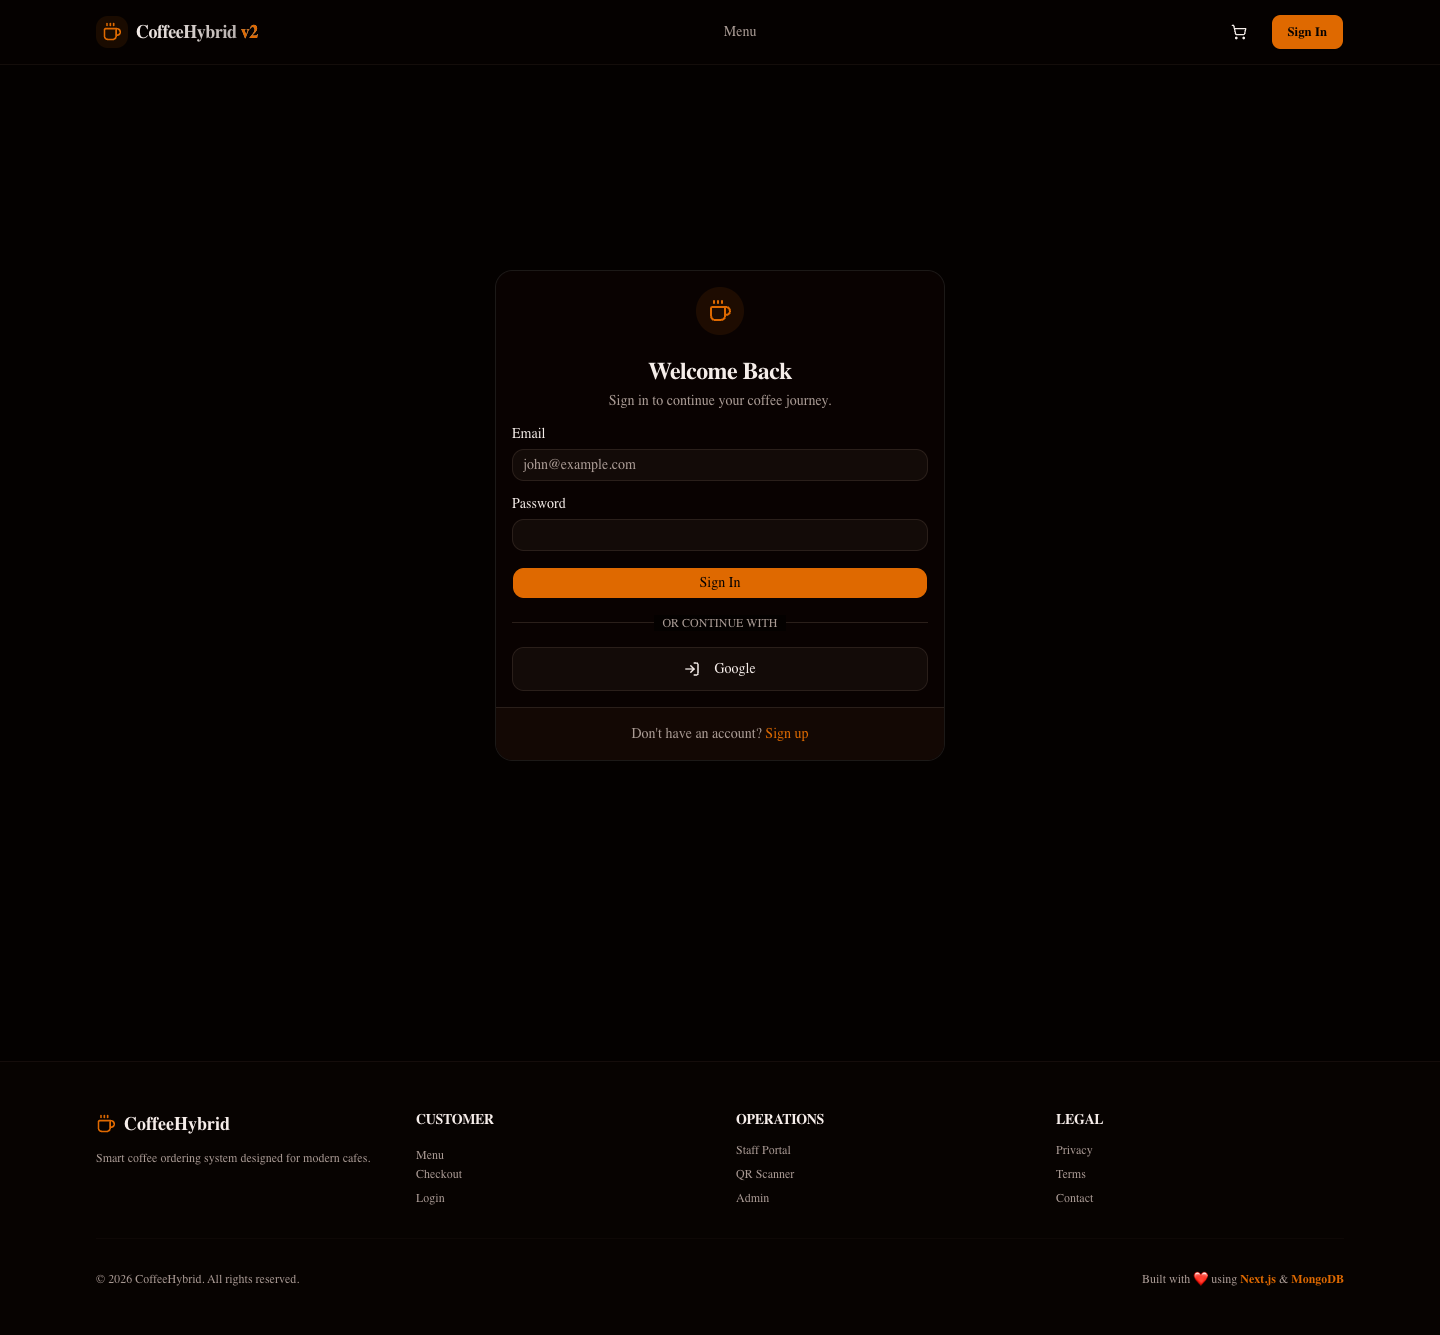 CoffeeHybrid v2
Menu
Sign In
Welcome Back
Sign in to continue your coffee journey.
Email
john@example.com
Password
Sign In
OR CONTINUE WITH
Google
Don't have an account? Sign up
CoffeeHybrid
Smart coffee ordering system designed for modern cafes.
CUSTOMER
Menu
Checkout
Login
OPERATIONS
Staff Portal
QR Scanner
Admin
LEGAL
Privacy
Terms
Contact
© 2026 CoffeeHybrid. All rights reserved.
Built with ❤️ using Next.js & MongoDB